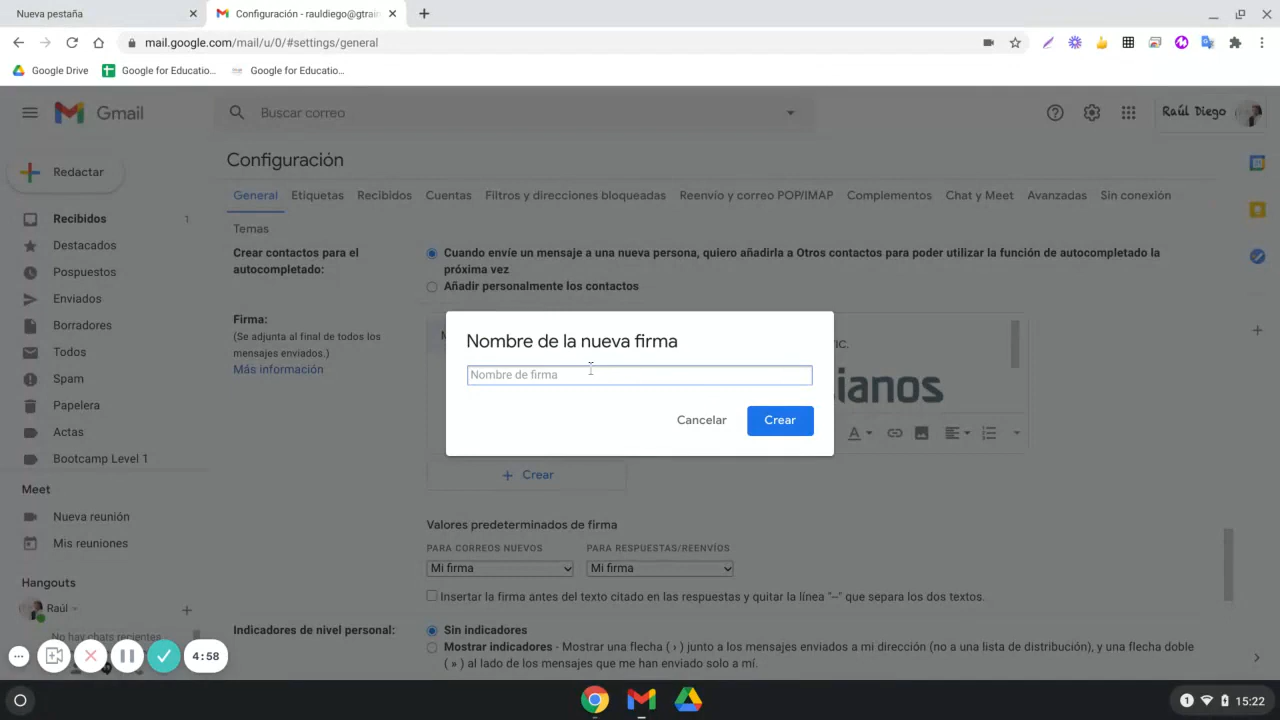 Nueva pestaña
Configuración - rauldiego@gtrain
mail.google.com/mail/u/0/#settings/general
Google Drive
Google for Educatio...
Google for Educatio...
Gmail
Buscar correo
Raúl Diego
Redactar
Configuración
General Etiquetas Recibidos Cuentas Filtros y direcciones bloqueadas Reenvío y correo POP/IMAP Complementos Chat y Meet Avanzadas Sin conexión
Temas
Recibidos 1
Destacados
Pospuestos
Enviados
Borradores
Todos
Spam
Papelera
Actas
Bootcamp Level 1
Meet
Nueva reunión
Mis reuniones
Hangouts
Raúl
No hay chats recientes
4:58
Crear contactos para el
autocompletado:
Cuando envíe un mensaje a una nueva persona, quiero añadirla a Otros contactos para poder utilizar la función de autocompletado la
próxima vez
Añadir personalmente los contactos
Firma:
(Se adjunta al final de todos los
mensajes enviados.)
Más información
TIC.
ianos
Nombre de la nueva firma
Nombre de firma
Cancelar
Crear
+ Crear
Valores predeterminados de firma
PARA CORREOS NUEVOS PARA RESPUESTAS/REENVÍOS
Mi firma Mi firma
Insertar la firma antes del texto citado en las respuestas y quitar la línea "--" que separa los dos textos.
Indicadores de nivel personal:
Sin indicadores
Mostrar indicadores - Mostrar una flecha ( › ) junto a los mensajes enviados a mi dirección (no a una lista de distribución), y una flecha doble
( » ) al lado de los mensajes que me han enviado solo a mí.
1
15:22